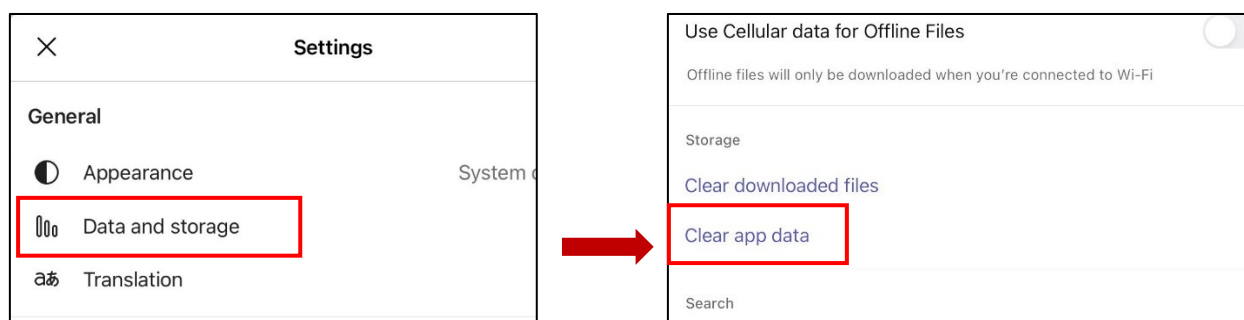 Settings
General
Appearance
System
Data and storage
aあ Translation
Use Cellular data for Offline Files
Offline files will only be downloaded when you're connected to Wi-Fi
Storage
Clear downloaded files
Clear app data
Search